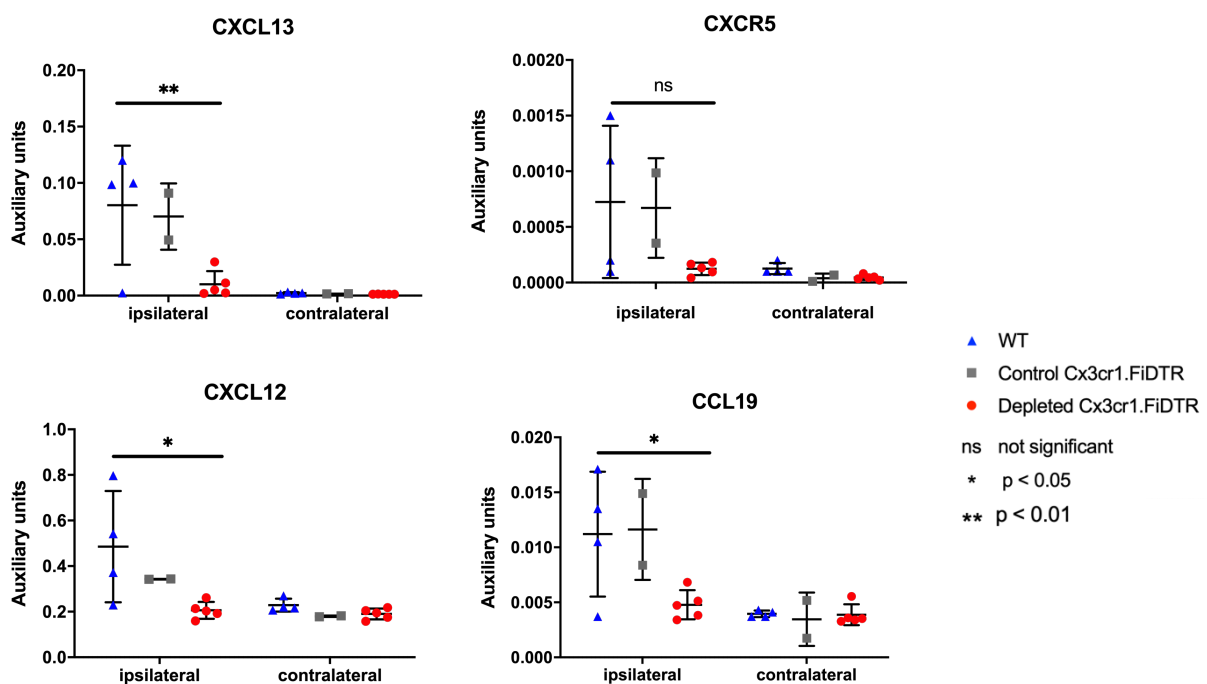 CXCL13
Auxiliary units
0.20
0.15
0.10
0.05
0.00
**
ipsilateral
contralateral
CXCR5
Auxiliary units
0.0015
0.0010
0.0005
0.0000
ns
ipsilateral
contralateral
CXCL12
Auxiliary units
1.0
0.8
0.6
0.4
0.2
0.0
*
ipsilateral
contralateral
CCL19
Auxiliary units
0.020
0.015
0.010
0.005
0.000
*
ipsilateral
contralateral
WT
Control Cx3cr1.FiDTR
Depleted Cx3cr1.FiDTR
ns not significant
* p < 0.05
** p < 0.01